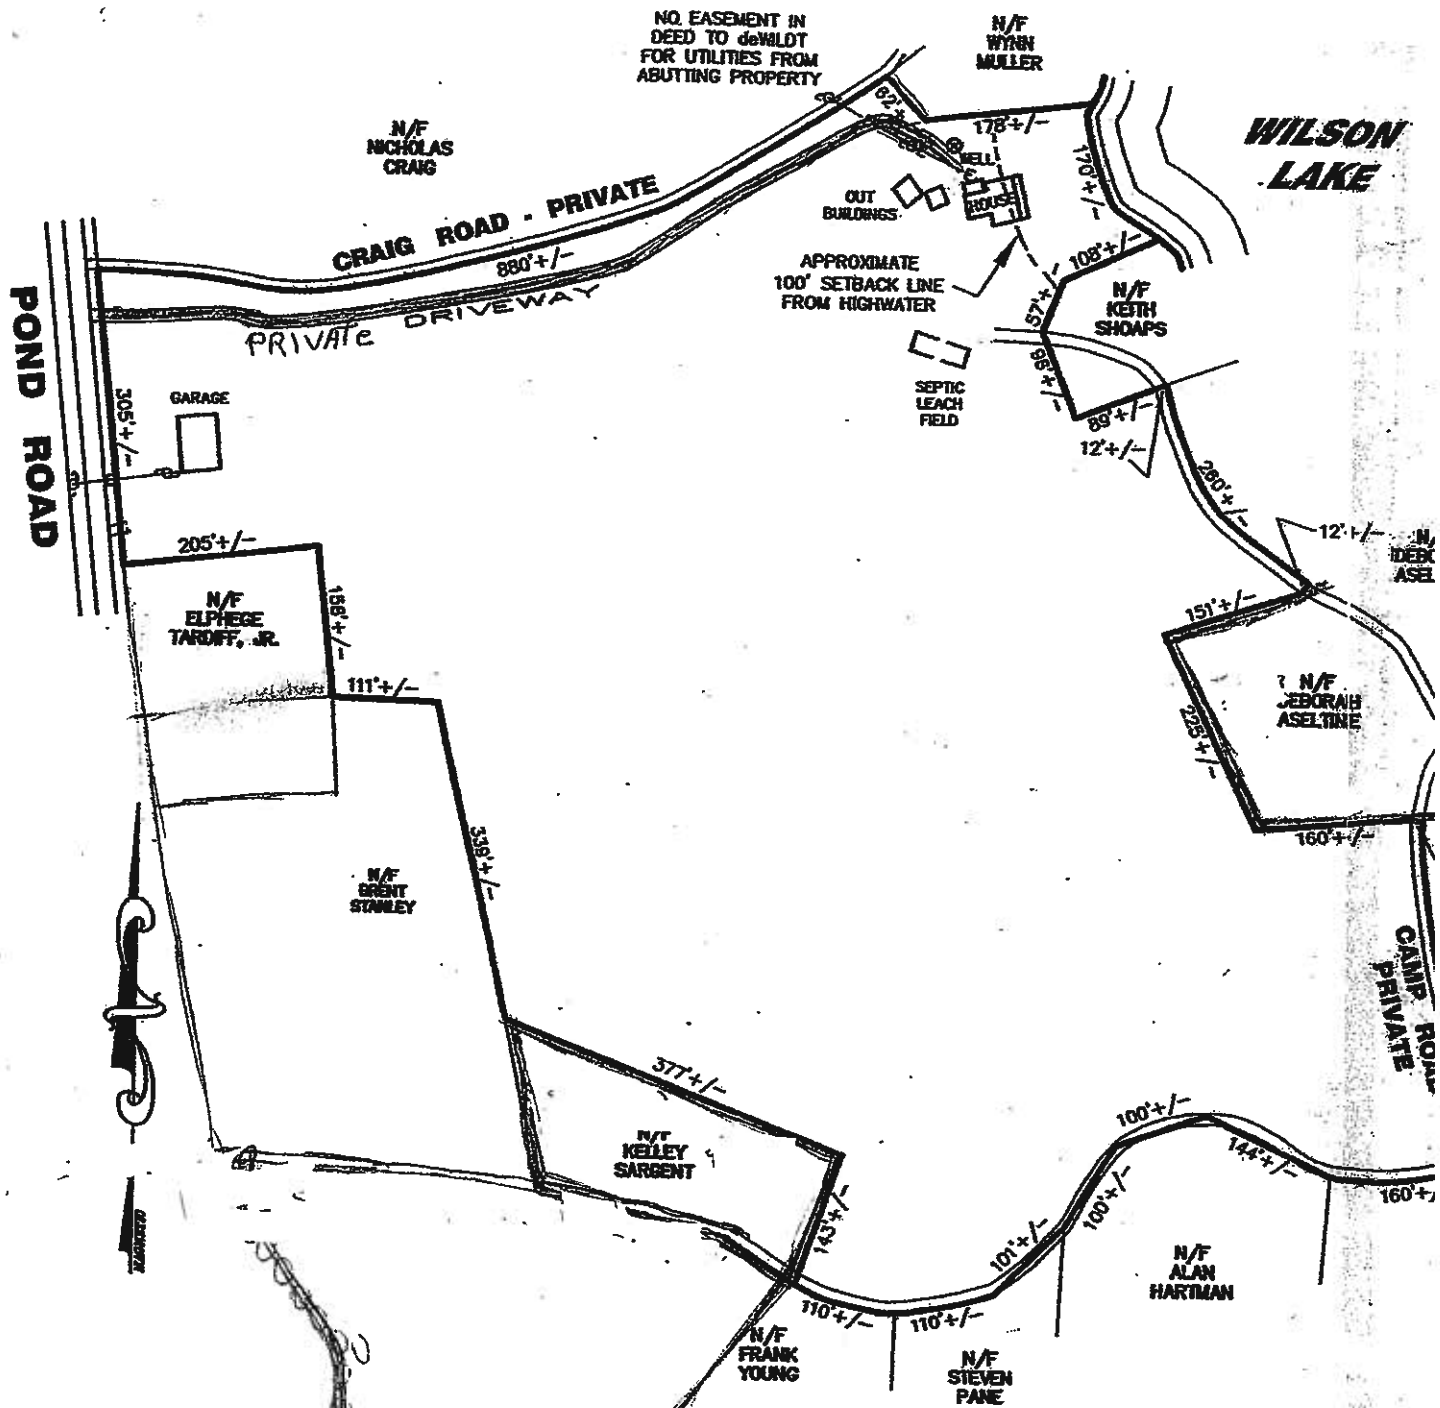 NO EASEMENT IN
DEED TO deWILDT
FOR UTILITIES FROM
ABUTTING PROPERTY
N/F
WYNN
MULLER
N/F
NICHOLAS
CRAIG
WILSON
LAKE
62'+/-
178'+/-
WELL
170'+/-
HOUSE
OUT
BUILDINGS
CRAIG ROAD - PRIVATE
880'+/-
PRIVATE DRIVEWAY
APPROXIMATE
100' SETBACK LINE
FROM HIGHWATER
108'+/-
57'+/-
N/F
KEITH
SHOAPS
96'+/-
89'+/-
12'+/-
SEPTIC
LEACH
FIELD
POND ROAD
305'+/-
GARAGE
260'+/-
12'+/-
205'+/-
N/F
ELPHEGE
TARDIFF, JR.
158'+/-
111'+/-
151'+/-
N/F
DEBORAH
ASELTINE
225'+/-
160'+/-
339'+/-
N/F
BRENT
STANLEY
CAMP ROAD
PRIVATE
377'+/-
N/F
KELLEY
SARGENT
143'+/-
100'+/-
144'+/-
160'+/
100'+/-
101'+/-
110'+/-
110'+/-
N/F
ALAN
HARTMAN
N/F
FRANK
YOUNG
N/F
STEVEN
PANE